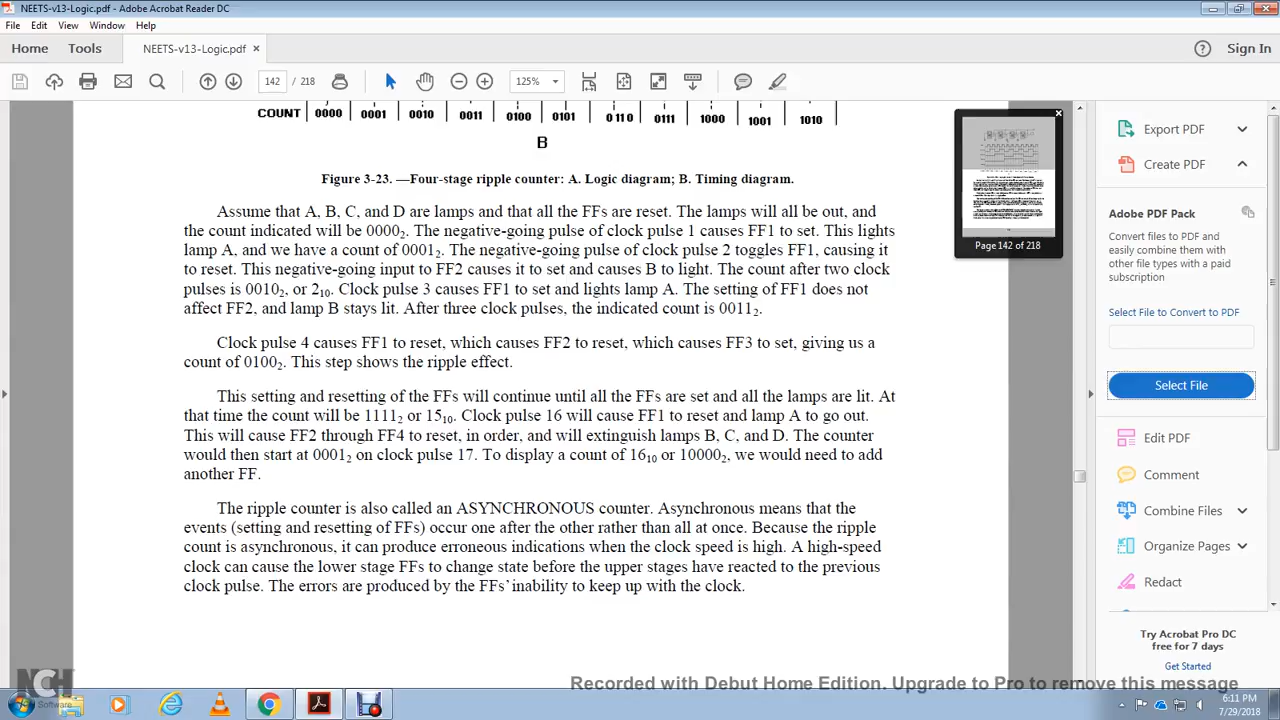 NEETS-v13-Logic.pdf - Adobe Acrobat Reader DC
File Edit View Window Help
Home Tools NEETS-v13-Logic.pdf × Sign In
142 / 218 125%
COUNT 0000 0001 0010 0011 0100 0101 0110 0111 1000 1001 1010
B
Figure 3-23. —Four-stage ripple counter: A. Logic diagram; B. Timing diagram.
Assume that A, B, C, and D are lamps and that all the FFs are reset. The lamps will all be out, and
the count indicated will be 0000₂. The negative-going pulse of clock pulse 1 causes FF1 to set. This lights
lamp A, and we have a count of 0001₂. The negative-going pulse of clock pulse 2 toggles FF1, causing it
to reset. This negative-going input to FF2 causes it to set and causes B to light. The count after two clock
pulses is 0010₂, or 2₁₀. Clock pulse 3 causes FF1 to set and lights lamp A. The setting of FF1 does not
affect FF2, and lamp B stays lit. After three clock pulses, the indicated count is 0011₂.
Clock pulse 4 causes FF1 to reset, which causes FF2 to reset, which causes FF3 to set, giving us a
count of 0100₂. This step shows the ripple effect.
This setting and resetting of the FFs will continue until all the FFs are set and all the lamps are lit. At
that time the count will be 1111₂ or 15₁₀. Clock pulse 16 will cause FF1 to reset and lamp A to go out.
This will cause FF2 through FF4 to reset, in order, and will extinguish lamps B, C, and D. The counter
would then start at 0001₂ on clock pulse 17. To display a count of 16₁₀ or 10000₂, we would need to add
another FF.
The ripple counter is also called an ASYNCHRONOUS counter. Asynchronous means that the
events (setting and resetting of FFs) occur one after the other rather than all at once. Because the ripple
count is asynchronous, it can produce erroneous indications when the clock speed is high. A high-speed
clock can cause the lower stage FFs to change state before the upper stages have reacted to the previous
clock pulse. The errors are produced by the FFs' inability to keep up with the clock.
Page 142 of 218
Export PDF
Create PDF
Adobe PDF Pack
Convert files to PDF and
easily combine them with
other file types with a paid
subscription
Select File to Convert to PDF
Select File
Edit PDF
Comment
Combine Files
Organize Pages
Redact
Try Acrobat Pro DC
free for 7 days
Get Started
NCH
Software
Recorded with Debut Home Edition. Upgrade to Pro to remove this message
6:11 PM
7/29/2018